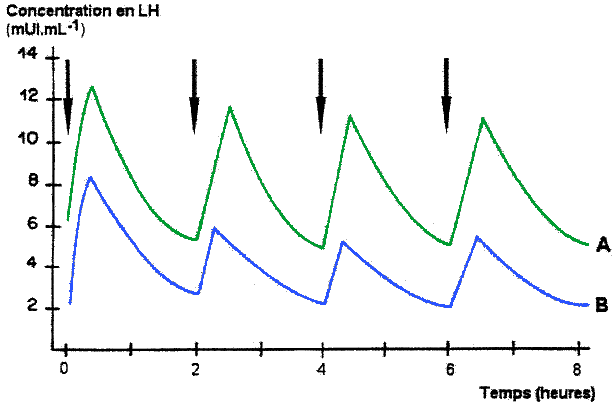 Concentration en LH
(mUI.mL-1)
14
12
10
8
6
4
2
A
B
0 2 4 6 8
Temps (heures)